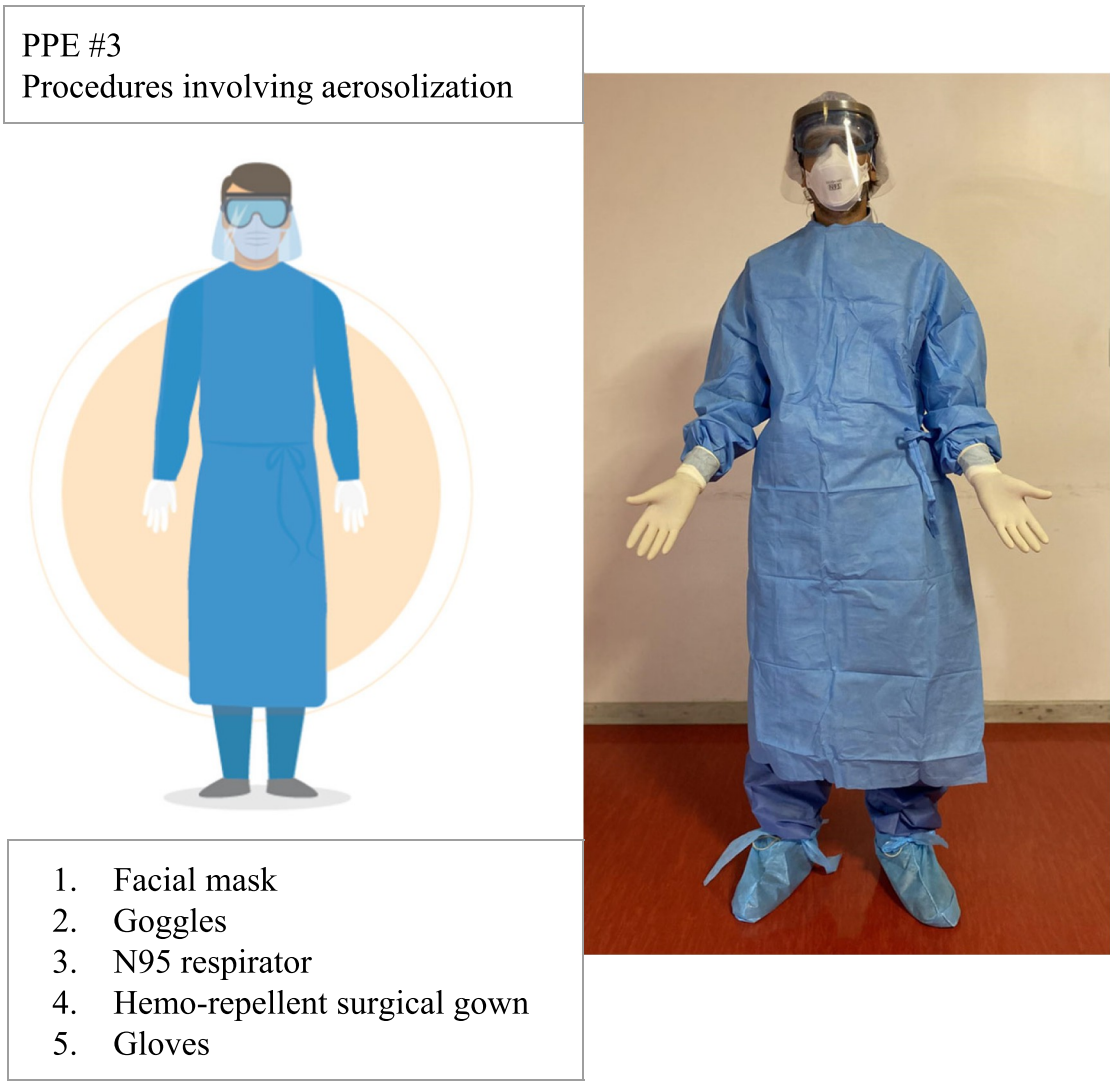 PPE #3
Procedures involving aerosolization
1. Facial mask
2. Goggles
3. N95 respirator
4. Hemo-repellent surgical gown
5. Gloves